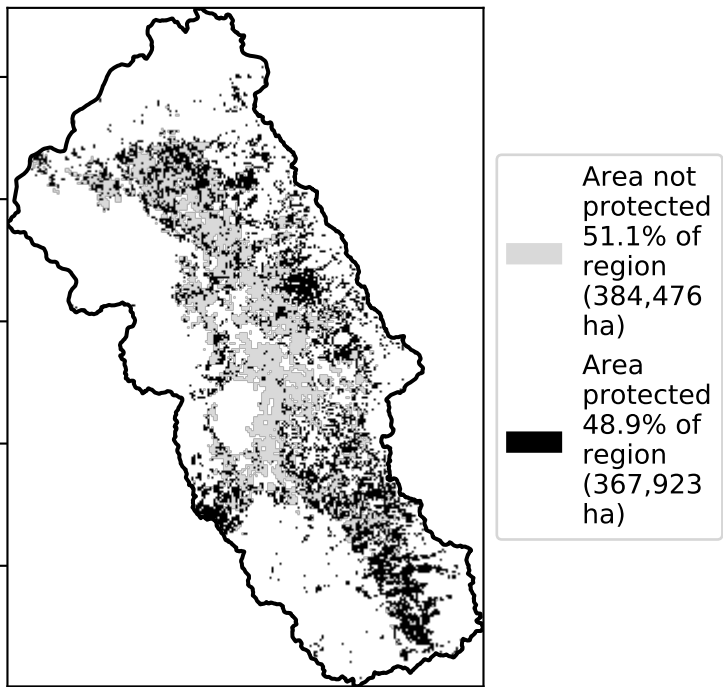 Area not
protected
51.1% of
region
(384,476
ha)
Area
protected
48.9% of
region
(367,923
ha)